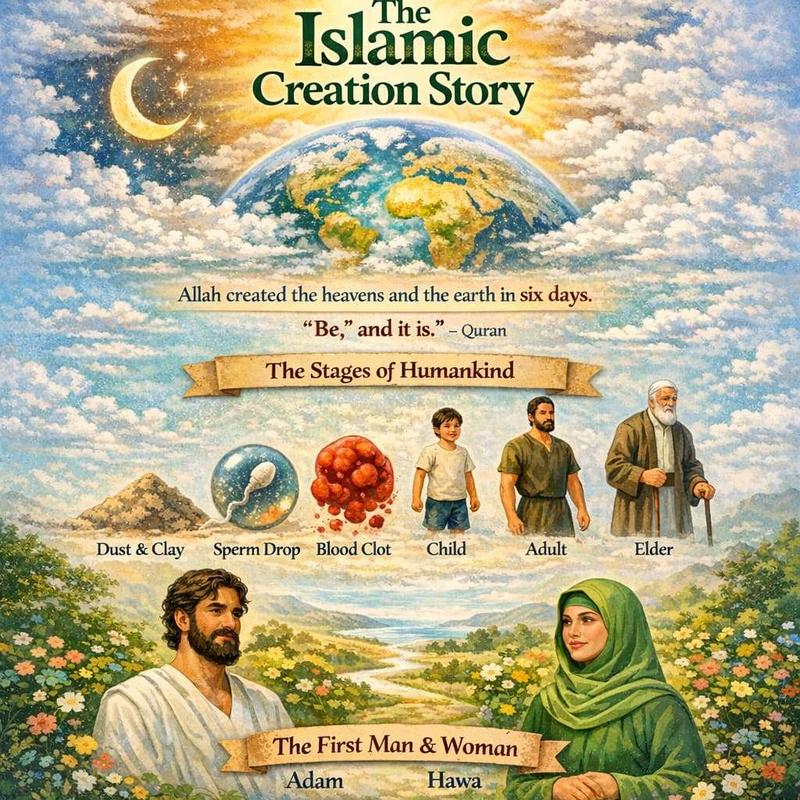 The
Islamic
Creation Story
Allah created the heavens and the earth in six days.
“Be,” and it is.” – Quran
The Stages of Humankind
Dust & Clay
Sperm Drop
Blood Clot
Child
Adult
Elder
The First Man & Woman
Adam
Hawa